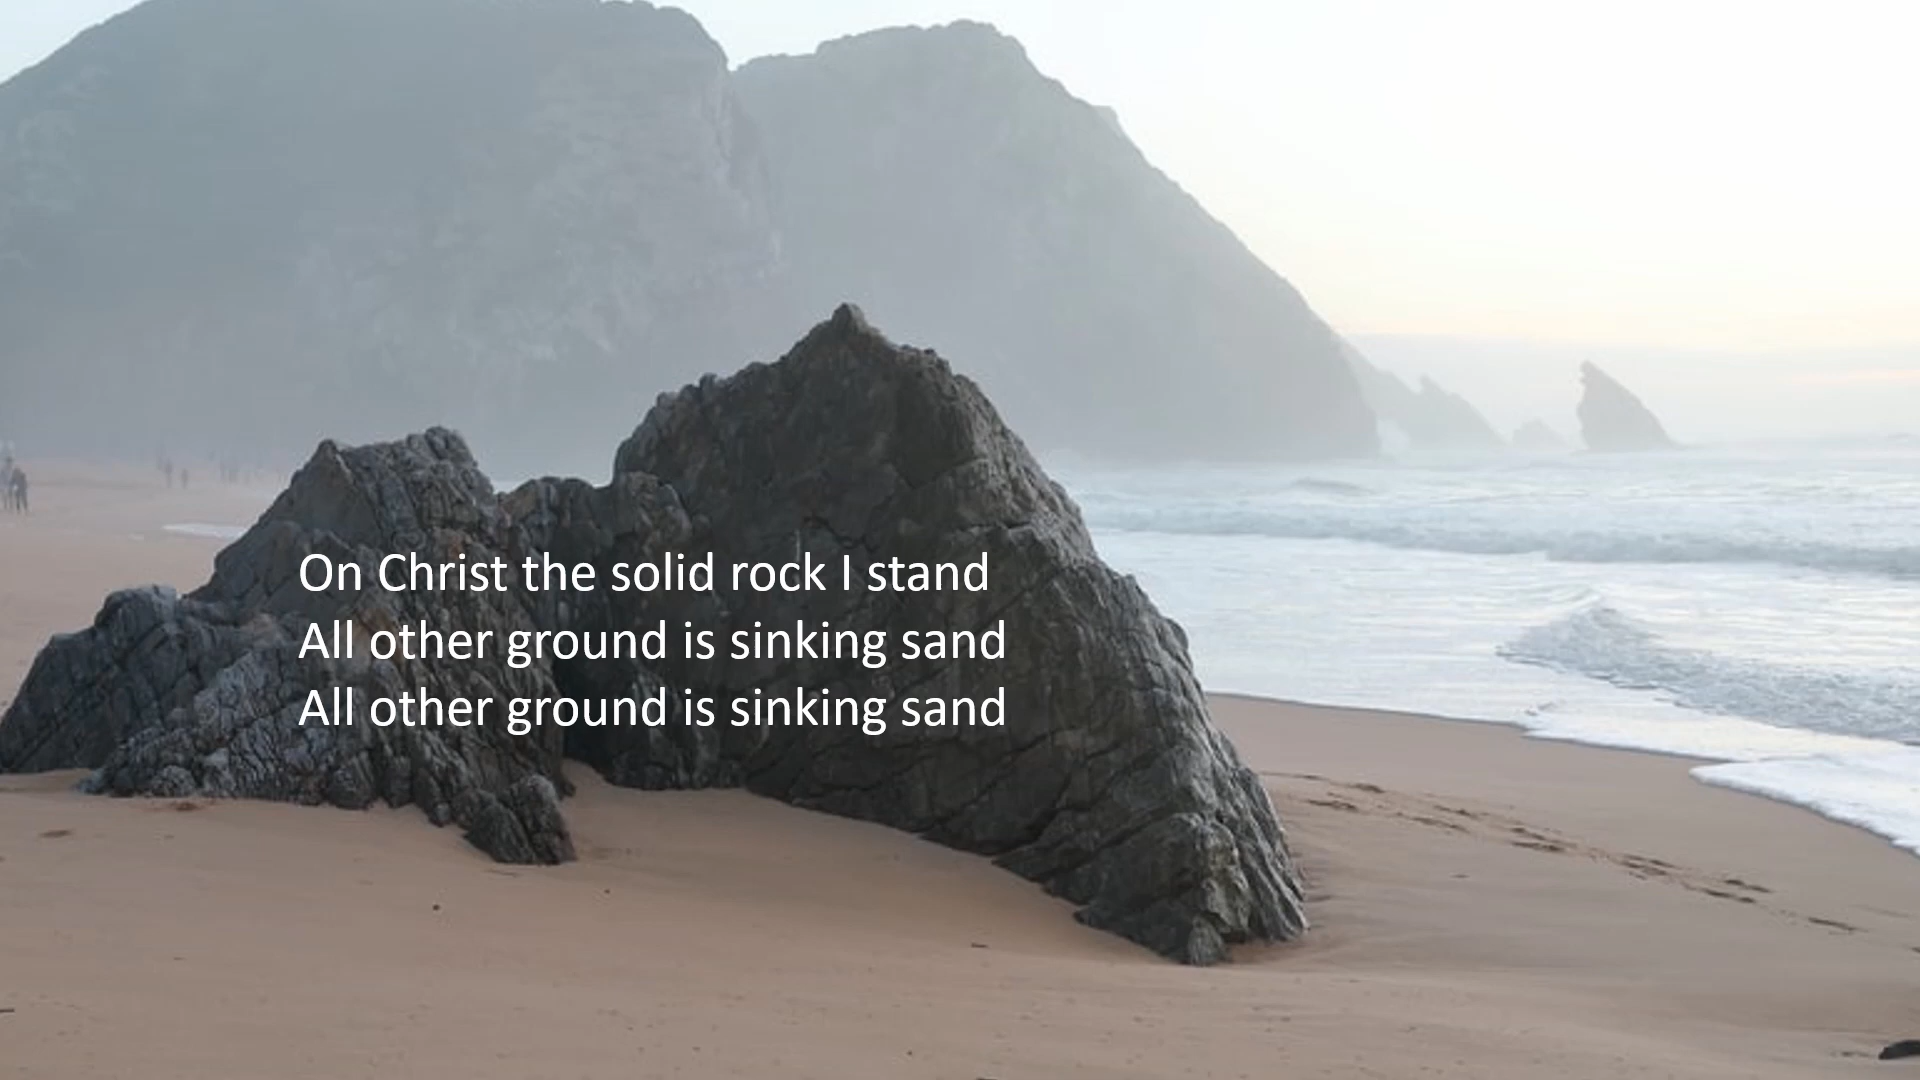 On Christ the solid rock I stand
All other ground is sinking sand
All other ground is sinking sand